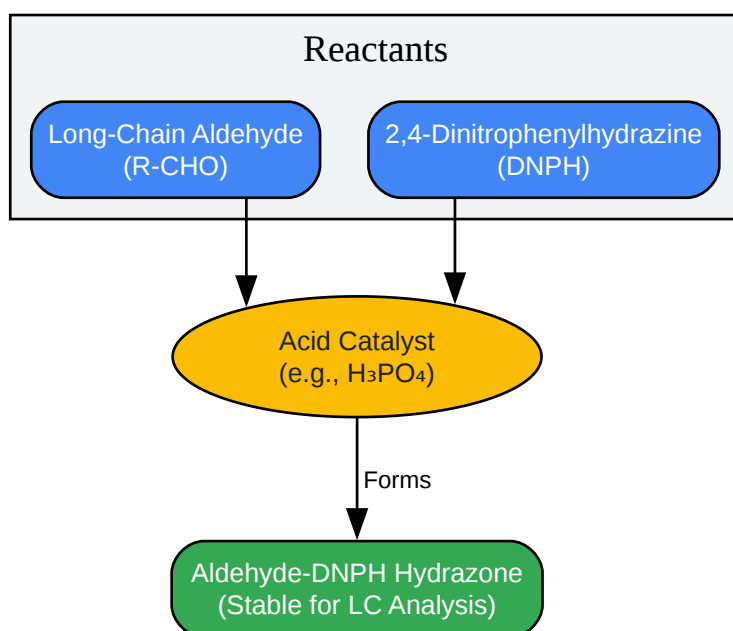 Reactants
Long-Chain Aldehyde
(R-CHO)
2,4-Dinitrophenylhydrazine
(DNPH)
Acid Catalyst
(e.g., H₃PO₄)
Forms
Aldehyde-DNPH Hydrazone
(Stable for LC Analysis)